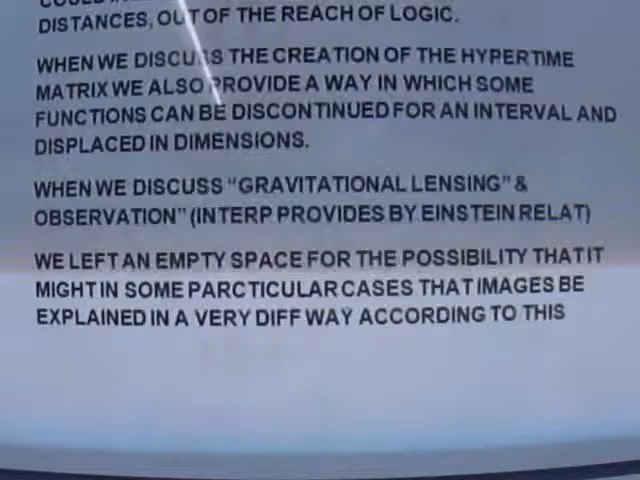 DISTANCES, OUT OF THE REACH OF LOGIC.
WHEN WE DISCUSS THE CREATION OF THE HYPERTIME
MATRIX WE ALSO PROVIDE A WAY IN WHICH SOME
FUNCTIONS CAN BE DISCONTINUED FOR AN INTERVAL AND
DISPLACED IN DIMENSIONS.
WHEN WE DISCUSS "GRAVITATIONAL LENSING" &
OBSERVATION" (INTERP PROVIDES BY EINSTEIN RELAT)
WE LEFT AN EMPTY SPACE FOR THE POSSIBILITY THAT IT
MIGHT IN SOME PARCTICULAR CASES THAT IMAGES BE
EXPLAINED IN A VERY DIFF WAY ACCORDING TO THIS